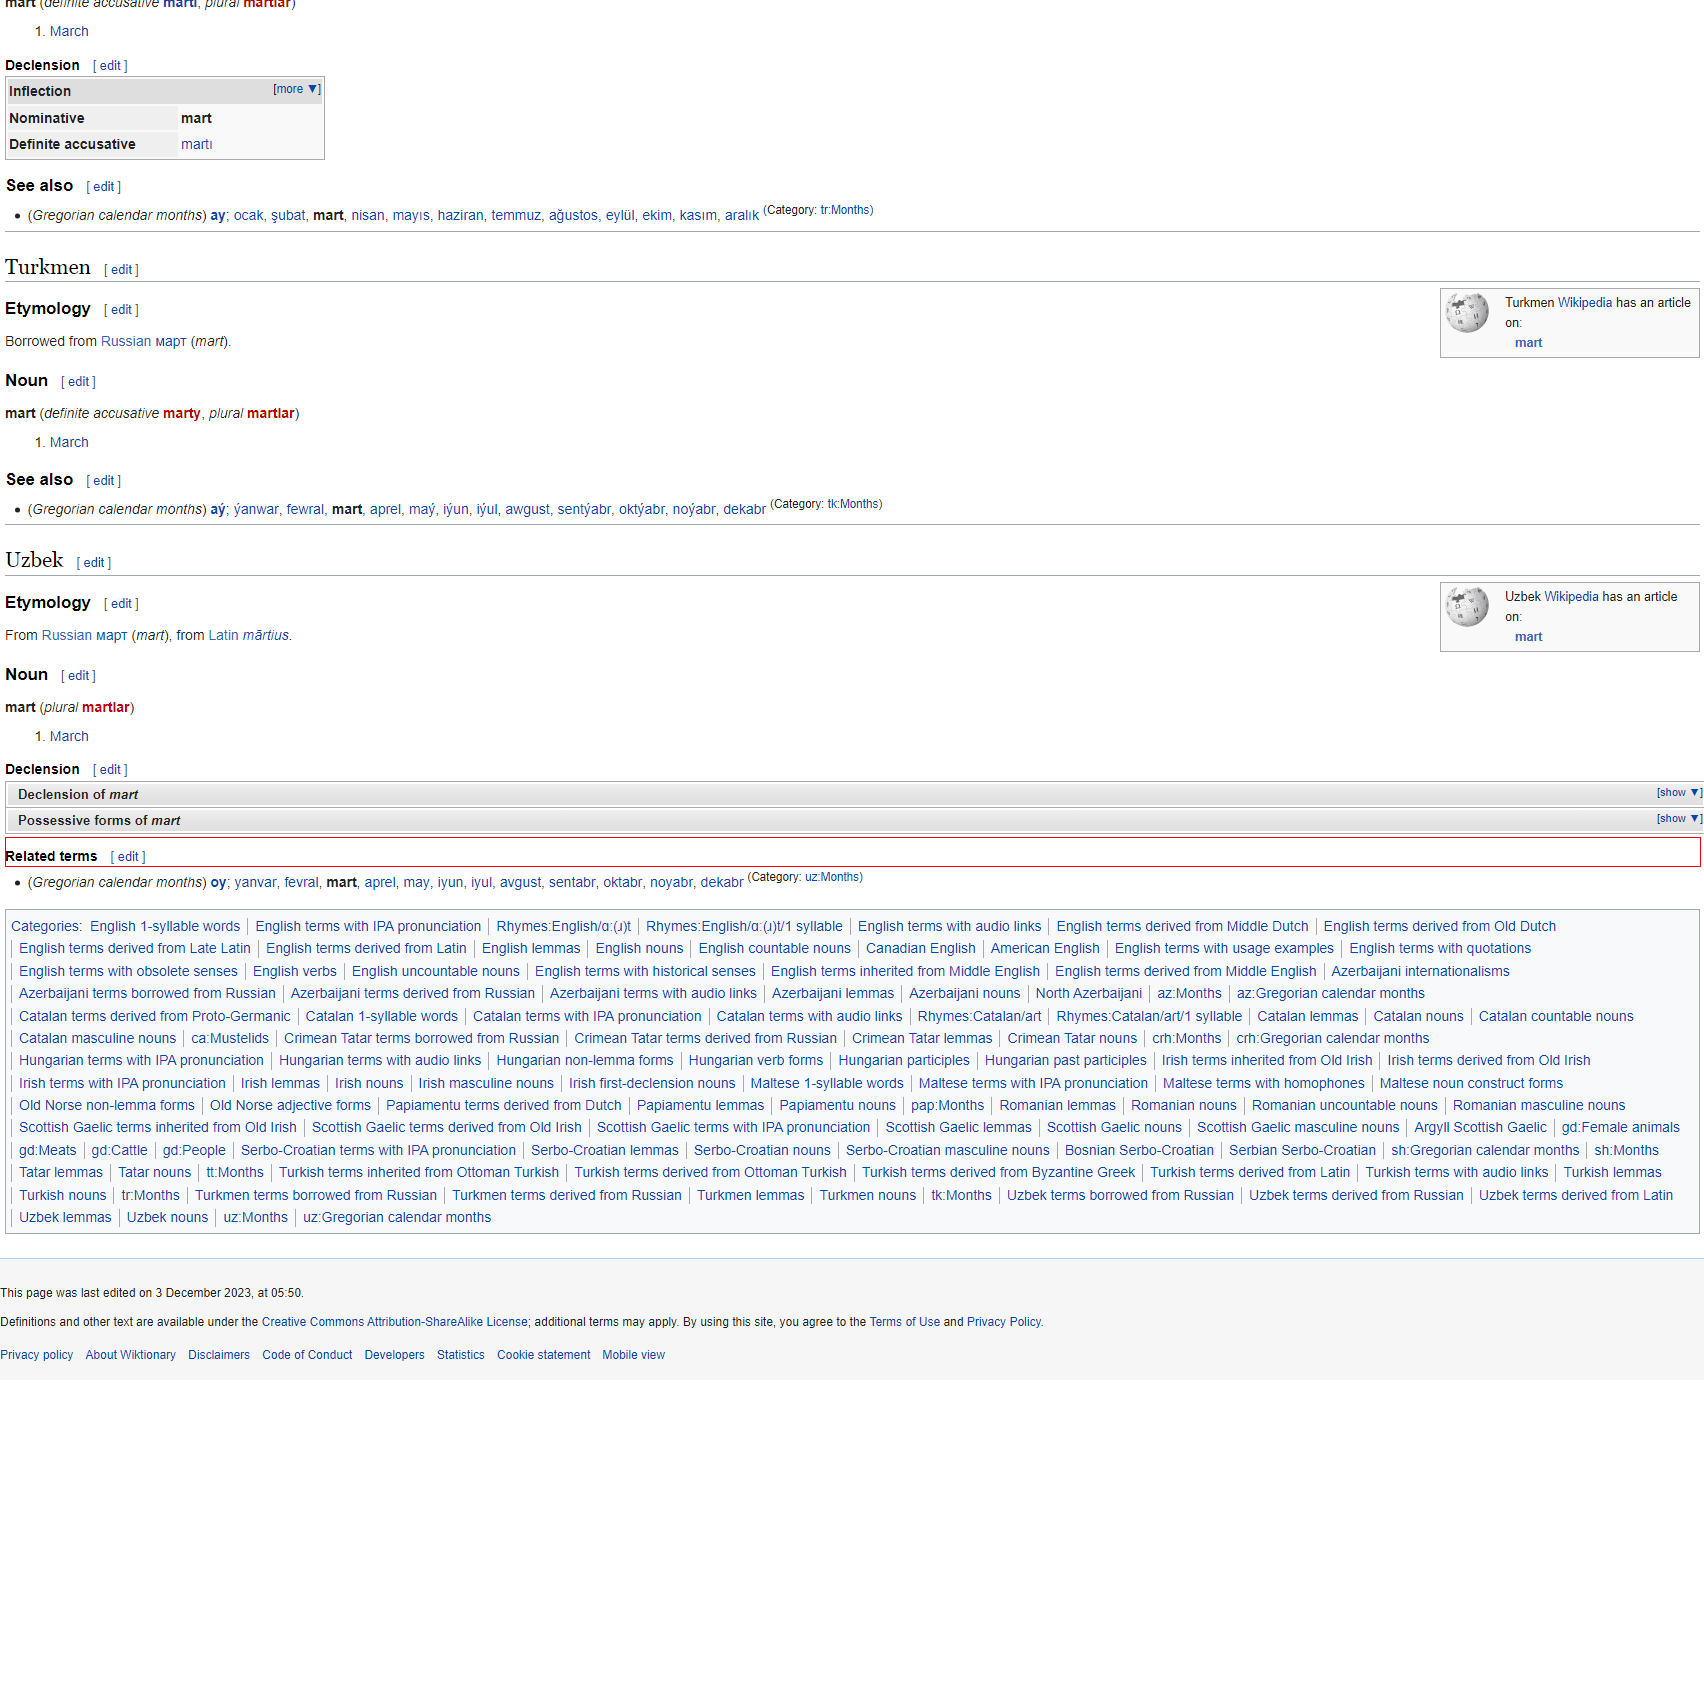 mart (definite accusative martı, plural martlar)
1. March
Declension [ edit ]
Inflection [more ▼]
Nominative mart
Definite accusative martı
See also [ edit ]
• (Gregorian calendar months) ay; ocak, şubat, mart, nisan, mayıs, haziran, temmuz, ağustos, eylül, ekim, kasım, aralık (Category: tr:Months)
Turkmen [ edit ]
Etymology [ edit ]
Turkmen Wikipedia has an article
on:
mart
Borrowed from Russian март (mart).
Noun [ edit ]
mart (definite accusative marty, plural martlar)
1. March
See also [ edit ]
• (Gregorian calendar months) aý; ýanwar, fewral, mart, aprel, maý, iýun, iýul, awgust, sentýabr, oktýabr, noýabr, dekabr (Category: tk:Months)
Uzbek [ edit ]
Etymology [ edit ]
Uzbek Wikipedia has an article
on:
mart
From Russian март (mart), from Latin mārtius.
Noun [ edit ]
mart (plural martlar)
1. March
Declension [ edit ]
Declension of mart [show ▼]
Possessive forms of mart [show ▼]
Related terms [ edit ]
• (Gregorian calendar months) oy; yanvar, fevral, mart, aprel, may, iyun, iyul, avgust, sentabr, oktabr, noyabr, dekabr (Category: uz:Months)
Categories: English 1-syllable words | English terms with IPA pronunciation | Rhymes:English/ɑː(ɹ)t | Rhymes:English/ɑː(ɹ)t/1 syllable | English terms with audio links | English terms derived from Middle Dutch | English terms derived from Old Dutch
| English terms derived from Late Latin | English terms derived from Latin | English lemmas | English nouns | English countable nouns | Canadian English | American English | English terms with usage examples | English terms with quotations
| English terms with obsolete senses | English verbs | English uncountable nouns | English terms with historical senses | English terms inherited from Middle English | English terms derived from Middle English | Azerbaijani internationalisms
| Azerbaijani terms borrowed from Russian | Azerbaijani terms derived from Russian | Azerbaijani terms with audio links | Azerbaijani lemmas | Azerbaijani nouns | North Azerbaijani | az:Months | az:Gregorian calendar months
| Catalan terms derived from Proto-Germanic | Catalan 1-syllable words | Catalan terms with IPA pronunciation | Catalan terms with audio links | Rhymes:Catalan/art | Rhymes:Catalan/art/1 syllable | Catalan lemmas | Catalan nouns | Catalan countable nouns
| Catalan masculine nouns | ca:Mustelids | Crimean Tatar terms borrowed from Russian | Crimean Tatar terms derived from Russian | Crimean Tatar lemmas | Crimean Tatar nouns | crh:Months | crh:Gregorian calendar months
| Hungarian terms with IPA pronunciation | Hungarian terms with audio links | Hungarian non-lemma forms | Hungarian verb forms | Hungarian participles | Hungarian past participles | Irish terms inherited from Old Irish | Irish terms derived from Old Irish
| Irish terms with IPA pronunciation | Irish lemmas | Irish nouns | Irish masculine nouns | Irish first-declension nouns | Maltese 1-syllable words | Maltese terms with IPA pronunciation | Maltese terms with homophones | Maltese noun construct forms
| Old Norse non-lemma forms | Old Norse adjective forms | Papiamentu terms derived from Dutch | Papiamentu lemmas | Papiamentu nouns | pap:Months | Romanian lemmas | Romanian nouns | Romanian uncountable nouns | Romanian masculine nouns
| Scottish Gaelic terms inherited from Old Irish | Scottish Gaelic terms derived from Old Irish | Scottish Gaelic terms with IPA pronunciation | Scottish Gaelic lemmas | Scottish Gaelic nouns | Scottish Gaelic masculine nouns | Argyll Scottish Gaelic | gd:Female animals
| gd:Meats | gd:Cattle | gd:People | Serbo-Croatian terms with IPA pronunciation | Serbo-Croatian lemmas | Serbo-Croatian nouns | Serbo-Croatian masculine nouns | Bosnian Serbo-Croatian | Serbian Serbo-Croatian | sh:Gregorian calendar months | sh:Months
| Tatar lemmas | Tatar nouns | tt:Months | Turkish terms inherited from Ottoman Turkish | Turkish terms derived from Ottoman Turkish | Turkish terms derived from Byzantine Greek | Turkish terms derived from Latin | Turkish terms with audio links | Turkish lemmas
| Turkish nouns | tr:Months | Turkmen terms borrowed from Russian | Turkmen terms derived from Russian | Turkmen lemmas | Turkmen nouns | tk:Months | Uzbek terms borrowed from Russian | Uzbek terms derived from Russian | Uzbek terms derived from Latin
| Uzbek lemmas | Uzbek nouns | uz:Months | uz:Gregorian calendar months
This page was last edited on 3 December 2023, at 05:50.
Definitions and other text are available under the Creative Commons Attribution-ShareAlike License; additional terms may apply. By using this site, you agree to the Terms of Use and Privacy Policy.
Privacy policy About Wiktionary Disclaimers Code of Conduct Developers Statistics Cookie statement Mobile view